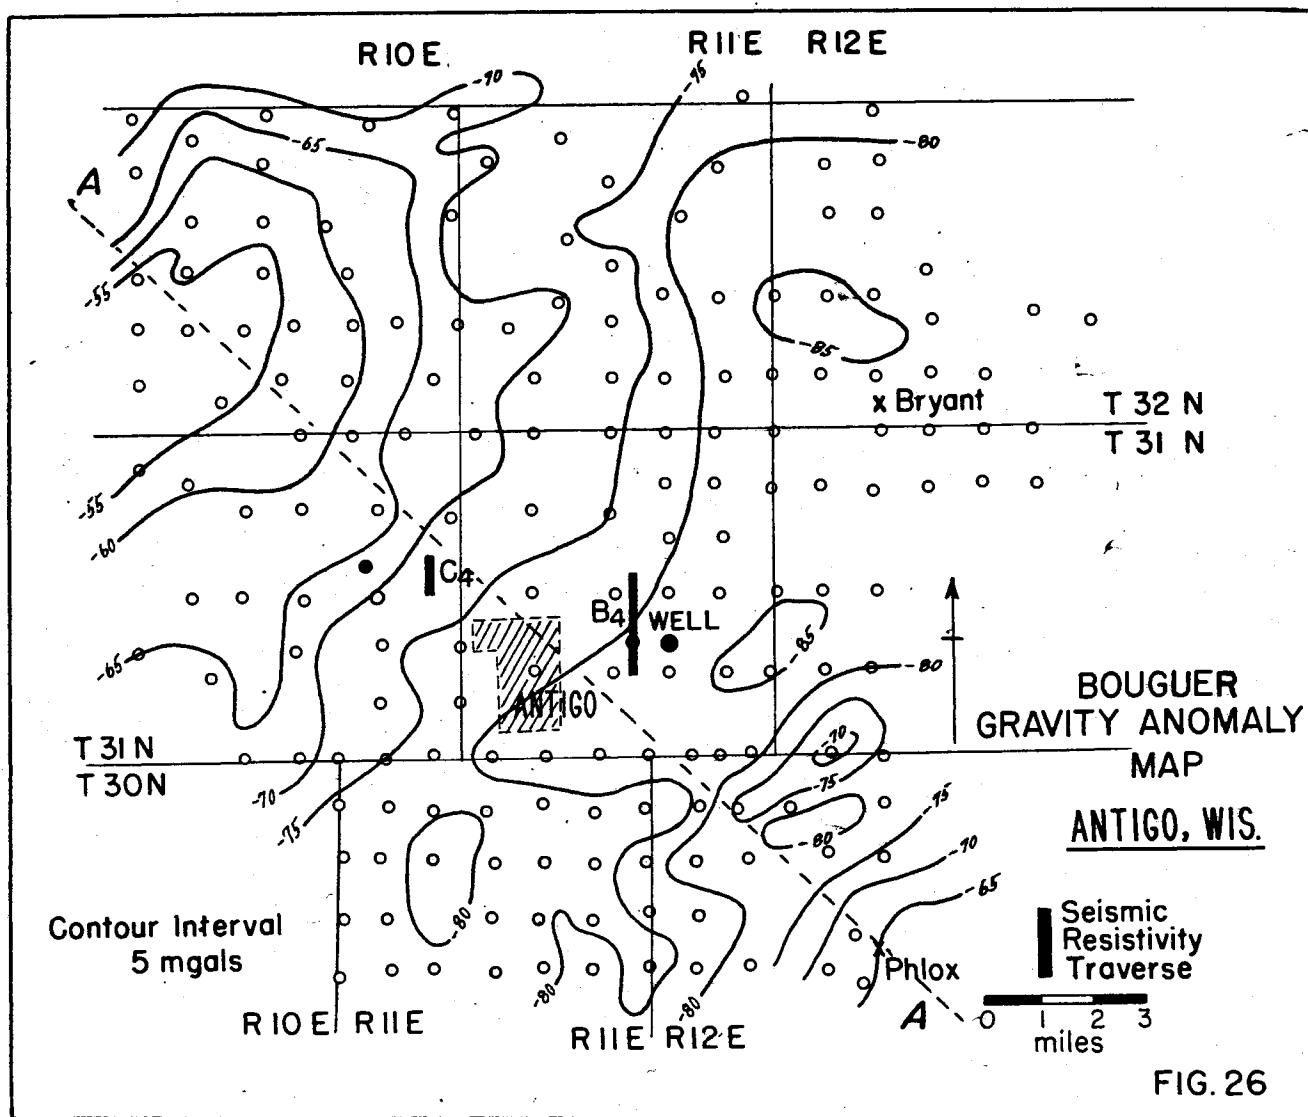 R10E
R11E R12E
-70
-75
-65
-80
A
-55
-85
x Bryant
T 32 N
T 31 N
-55
-60
C4
B4
WELL
-85
-65
-80
ANTIGO
BOUGUER
GRAVITY ANOMALY
MAP
T 31 N
T 30 N
-70
-75
-70
-75
-80
-75
-70
-65
ANTIGO, WIS.
Contour Interval
5 mgals
-80
-80
-80
Phlox
A
Seismic
Resistivity
Traverse
0 1 2 3
miles
R10E R11E
R11E R12E
FIG. 26